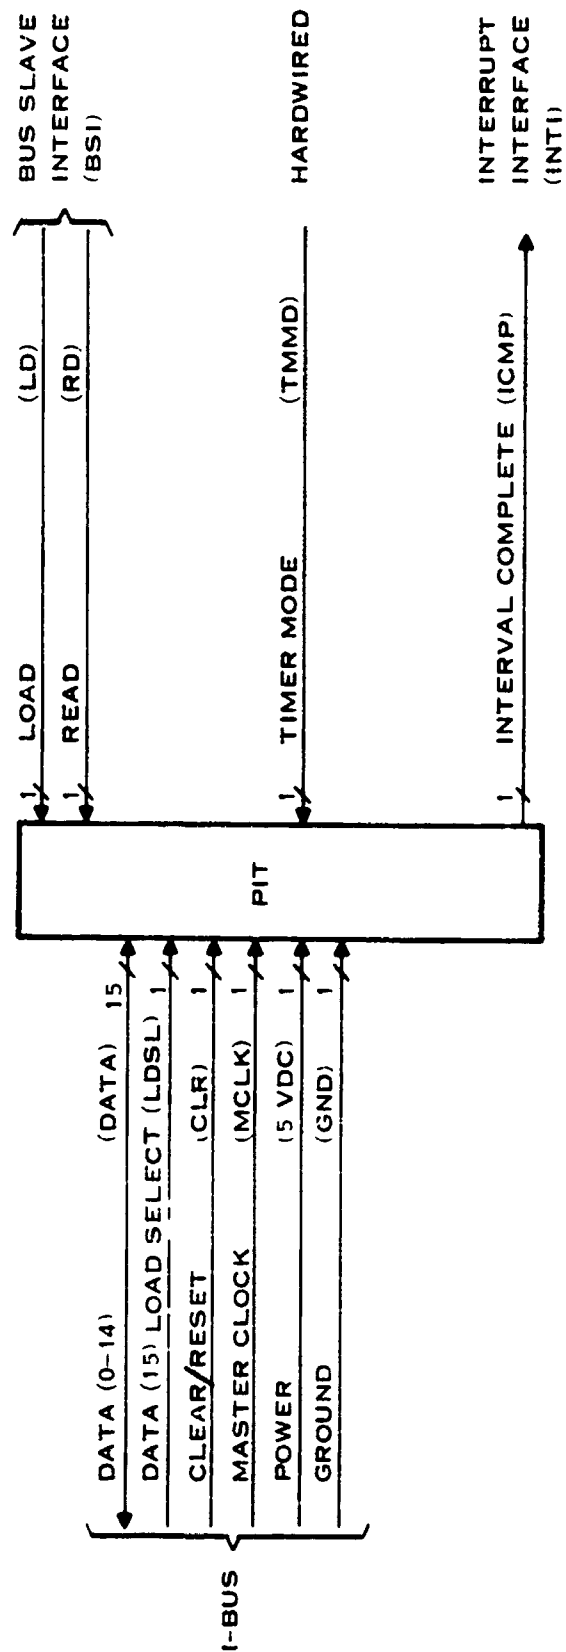 I-BUS
DATA (0-14) (DATA) 15
DATA (15) LOAD SELECT (LDSL) 1
CLEAR/RESET (CLR) 1
MASTER CLOCK (MCLK) 1
POWER (5 VDC) 1
GROUND (GND) 1
PIT
1 LOAD (LD)
1 READ (RD)
BUS SLAVE
INTERFACE
(BSI)
1 TIMER MODE (TMMD)
HARDWIRED
1 INTERVAL COMPLETE (ICMP)
INTERRUPT
INTERFACE
(INTI)